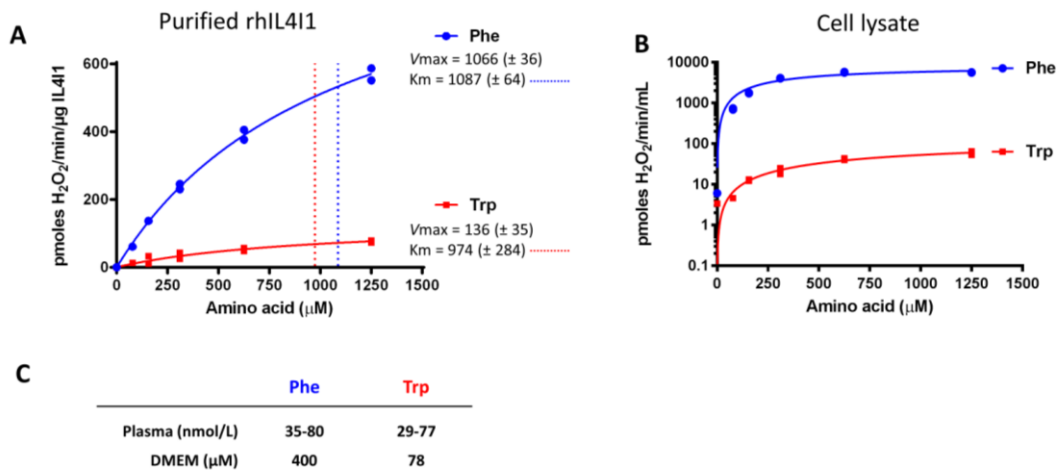 Purified rhIL4I1
A
Phe
Vmax = 1066 (± 36)
Km = 1087 (± 64)
Trp
Vmax = 136 (± 35)
Km = 974 (± 284)
pmoles H₂O₂/min/µg IL4I1
600
400
200
0
0 250 500 750 1000 1250 1500
Amino acid (µM)
Cell lysate
B
Phe
Trp
pmoles H₂O₂/min/mL
10000
1000
100
10
1
0.1
0 250 500 750 1000 1250 1500
Amino acid (µM)
C
Phe Trp
Plasma (nmol/L) 35-80 29-77
DMEM (µM) 400 78